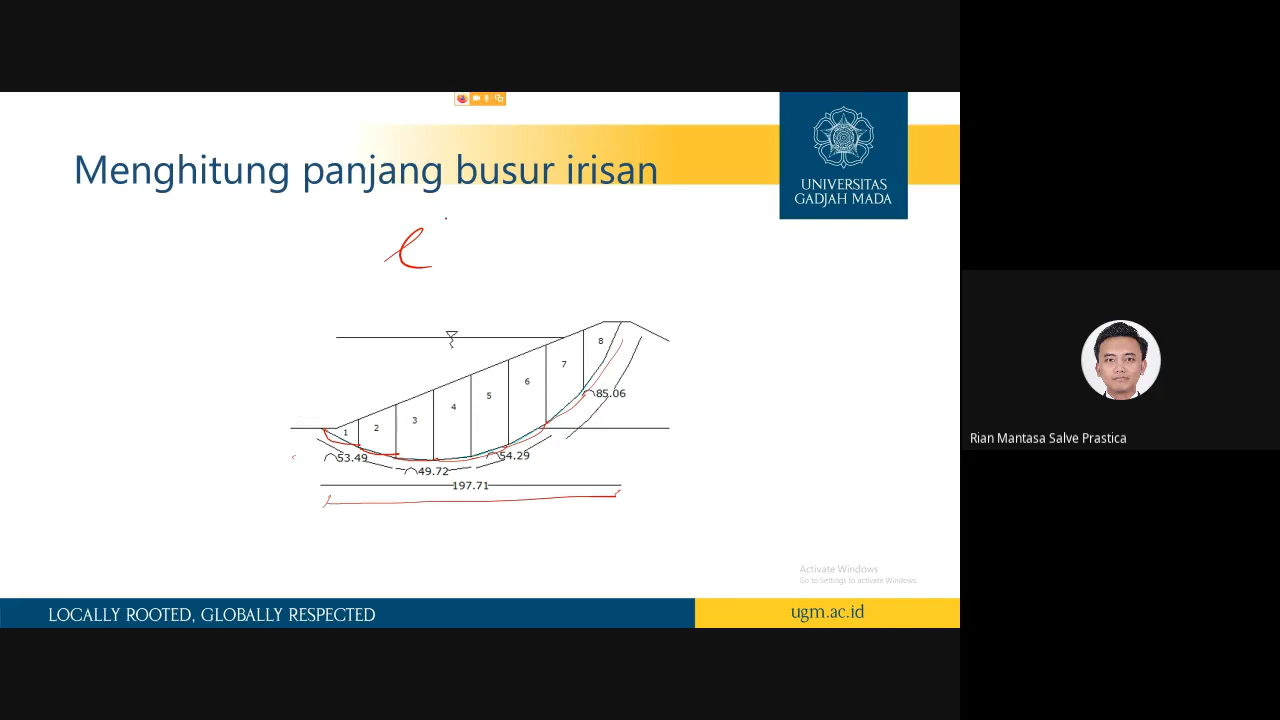 Menghitung panjang busur irisan
UNIVERSITAS
GADJAH MADA
l
8
7
6
5
4
3
2
1
85.06
53.49
54.29
49.72
197.71
Rian Mantasa Salve Prastica
Activate Windows
Go to Settings to activate Windows.
LOCALLY ROOTED, GLOBALLY RESPECTED
ugm.ac.id